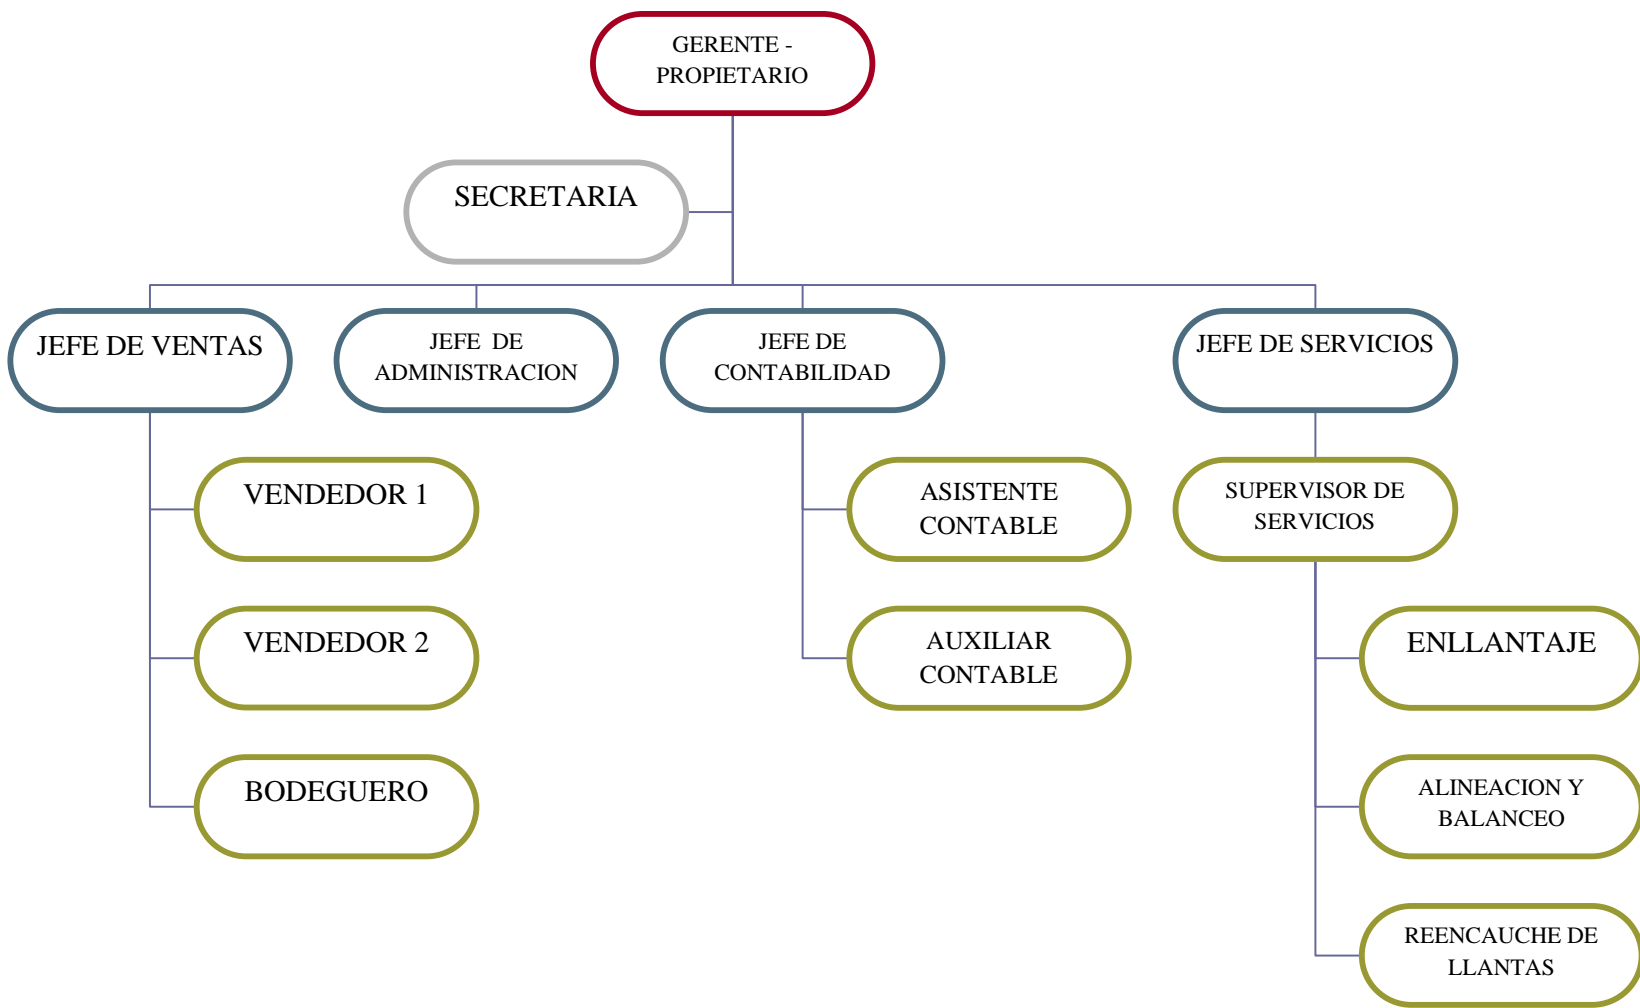 GERENTE -
PROPIETARIO
SECRETARIA
JEFE DE VENTAS
JEFE DE
ADMINISTRACION
JEFE DE
CONTABILIDAD
JEFE DE SERVICIOS
VENDEDOR 1
ASISTENTE
CONTABLE
SUPERVISOR DE
SERVICIOS
VENDEDOR 2
AUXILIAR
CONTABLE
ENLLANTAJE
BODEGUERO
ALINEACION Y
BALANCEO
REENCAUCHE DE
LLANTAS